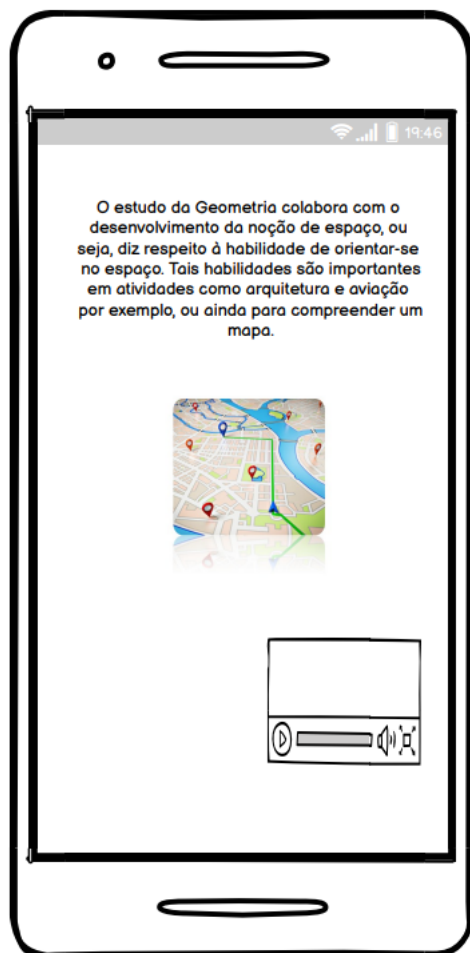 19:46
O estudo da Geometria colabora com o
desenvolvimento da noção de espaço, ou
seja, diz respeito à habilidade de orientar-se
no espaço. Tais habilidades são importantes
em atividades como arquitetura e aviação
por exemplo, ou ainda para compreender um
mapa.